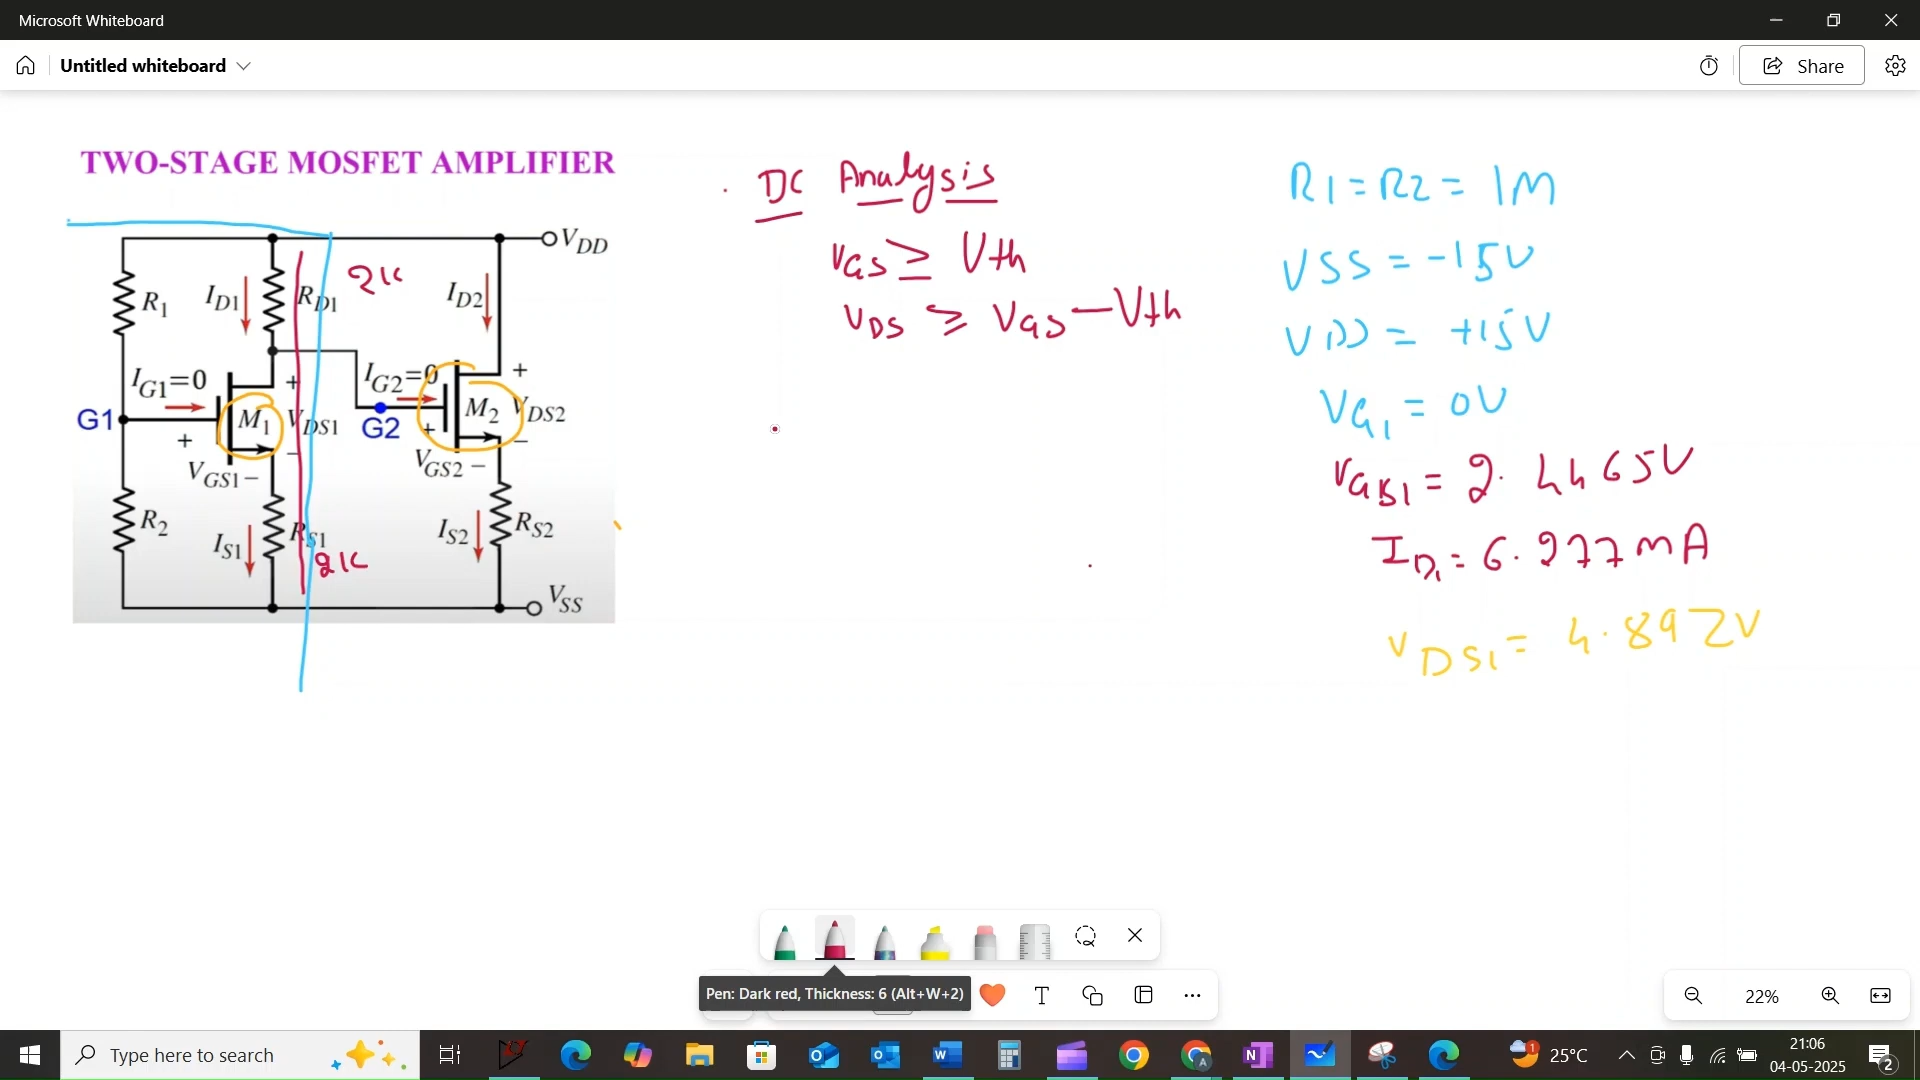 Microsoft Whiteboard
Untitled whiteboard
Share
TWO-STAGE MOSFET AMPLIFIER
VDD
R1
ID1
RD1
2K
ID2
IG1=0
+
IG2=0
+
G1
M1
VDS1
G2
+
M2
VDS2
+
VGS1 −
−
VGS2 −
−
R2
IS1
RS1
2K
IS2
RS2
VSS
DC Analysis
VGS ≥ Vth
VDS ≥ VGS − Vth
R1 = R2 = 1M
VSS = -15V
VDD = +15V
VG1 = 0V
VGS1 = 2.4465V
ID1 = 6.277mA
VDS1 = 4.892V
Pen: Dark red, Thickness: 6 (Alt+W+2)
T
22%
Type here to search
25°C
21:06
04-05-2025
2